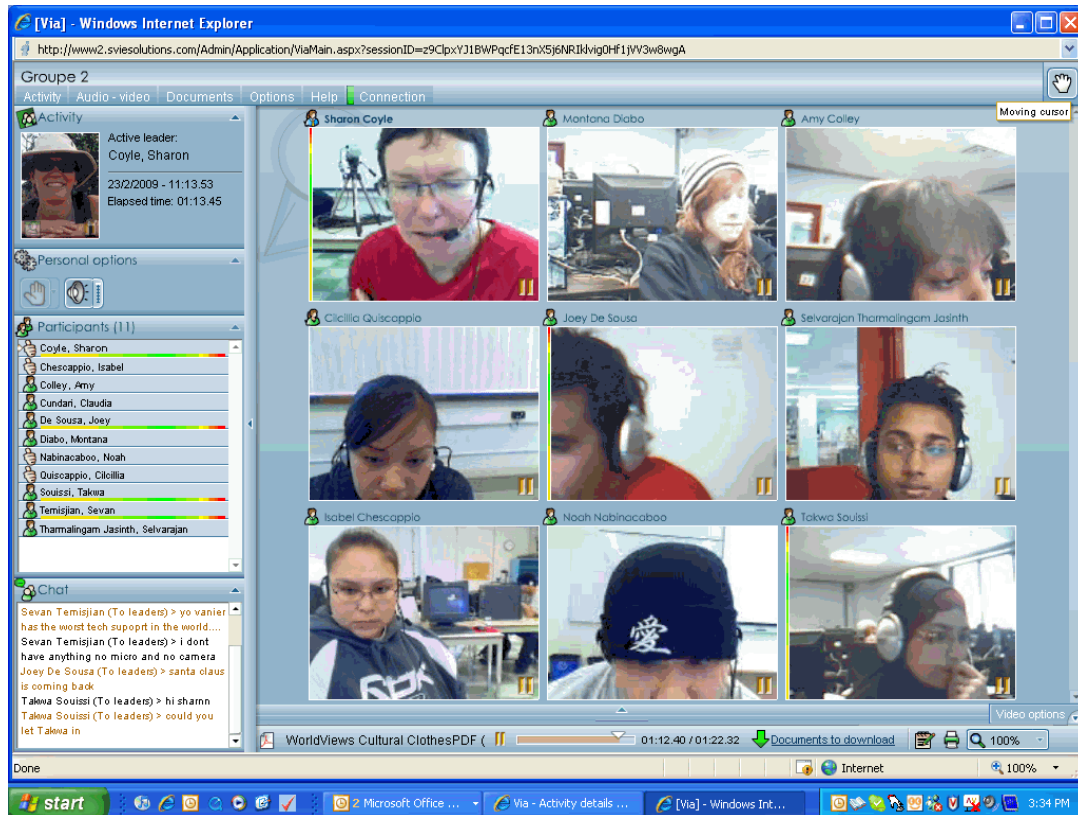 [Via] - Windows Internet Explorer
http://www2.sviesolutions.com/Admin/Application/ViaMain.aspx?sessionID=z9ClpxYJ1BWPqcfE13nX5j6NRIklvig0Hf1jVV3w8wgA
Groupe 2
Activity Audio - video Documents Options Help Connection
Moving cursor
Activity
Active leader:
Coyle, Sharon
23/2/2009 - 11:13.53
Elapsed time: 01:13.45
Personal options
Participants (11)
Coyle, Sharon
Chescappio, Isabel
Colley, Amy
Cundari, Claudia
De Sousa, Joey
Diabo, Montana
Nabinacaboo, Noah
Quiscappio, Cilcillia
Souissi, Takwa
Temisjian, Sevan
Tharmalingam Jasinth, Selvarajan
Chat
Sevan Temisjian (To leaders) > yo vanier
has the worst tech supoprt in the world....
Sevan Temisjian (To leaders) > i dont
have anything no micro and no camera
Joey De Sousa (To leaders) > santa claus
is coming back
Takwa Souissi (To leaders) > hi sharnn
Takwa Souissi (To leaders) > could you
let Takwa in
Sharon Coyle Montana Diabo Amy Colley
Cilcillia Quiscappio Joey De Sousa Selvarajan Tharmalingam Jasinth
Isabel Chescappio Noah Nabinacaboo Takwa Souissi
愛
Video options
WorldViews Cultural ClothesPDF ( 01:12.40 / 01:22.32 Documents to download 100%
Done Internet 100%
start 2 Microsoft Office ... Via - Activity details ... [Via] - Windows Int... 3:34 PM